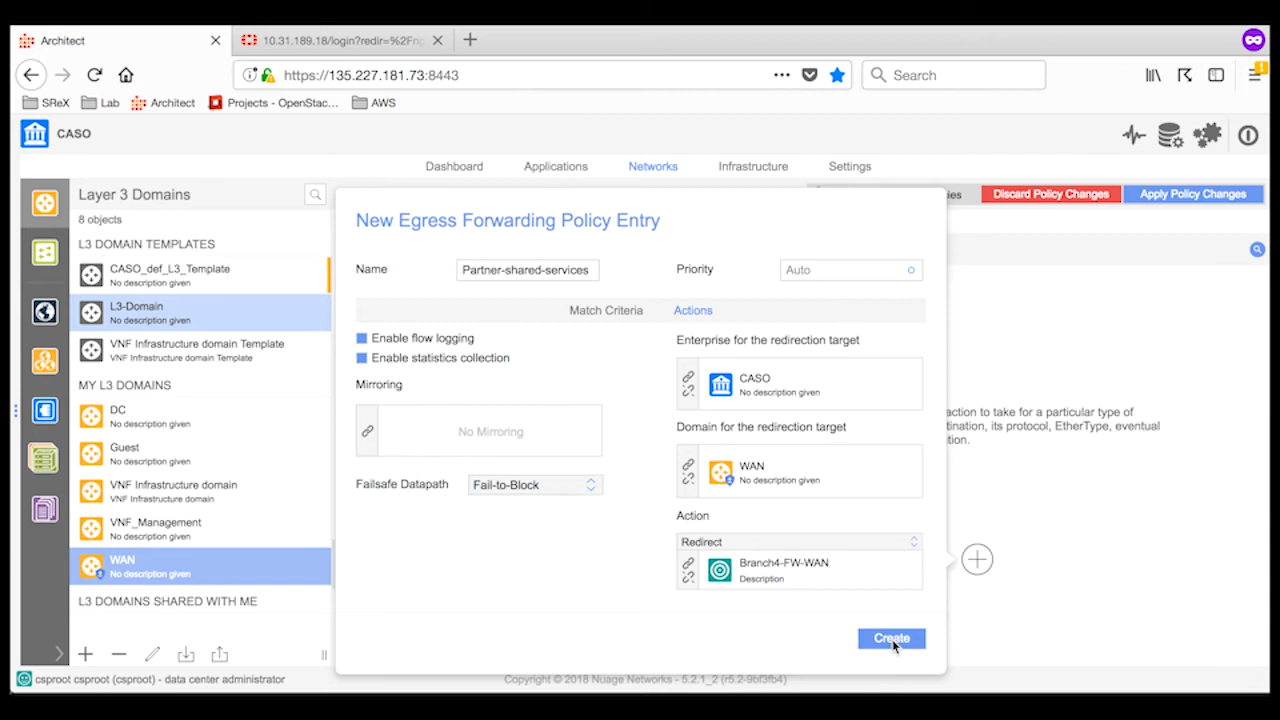 Architect
10.31.189.18/login?redir=%2Fn
https://135.227.181.73:8443
Search
SReX
Lab
Architect
Projects - OpenStac...
AWS
CASO
Dashboard
Applications
Networks
Infrastructure
Settings
Layer 3 Domains
8 objects
Discard Policy Changes
Apply Policy Changes
L3 DOMAIN TEMPLATES
CASO_def_L3_Template
No description given
L3-Domain
No description given
VNF Infrastructure domain Template
VNF Infrastructure domain Template
MY L3 DOMAINS
DC
No description given
Guest
No description given
VNF Infrastructure domain
VNF Infrastructure domain
VNF_Management
No description given
WAN
No description given
L3 DOMAINS SHARED WITH ME
New Egress Forwarding Policy Entry
Name
Partner-shared-services
Priority
Auto
Match Criteria
Actions
Enable flow logging
Enable statistics collection
Mirroring
No Mirroring
Failsafe Datapath
Fail-to-Block
Enterprise for the redirection target
CASO
No description given
Domain for the redirection target
WAN
No description given
Action
Redirect
Branch4-FW-WAN
Description
Create
action to take for a particular type of
tination, its protocol, EtherType, eventual
tion.
csproot csproot (csproot) - data center administrator
Copyright © 2018 Nuage Networks - 5.2.1_2 (r5.2-9bf3fb4)